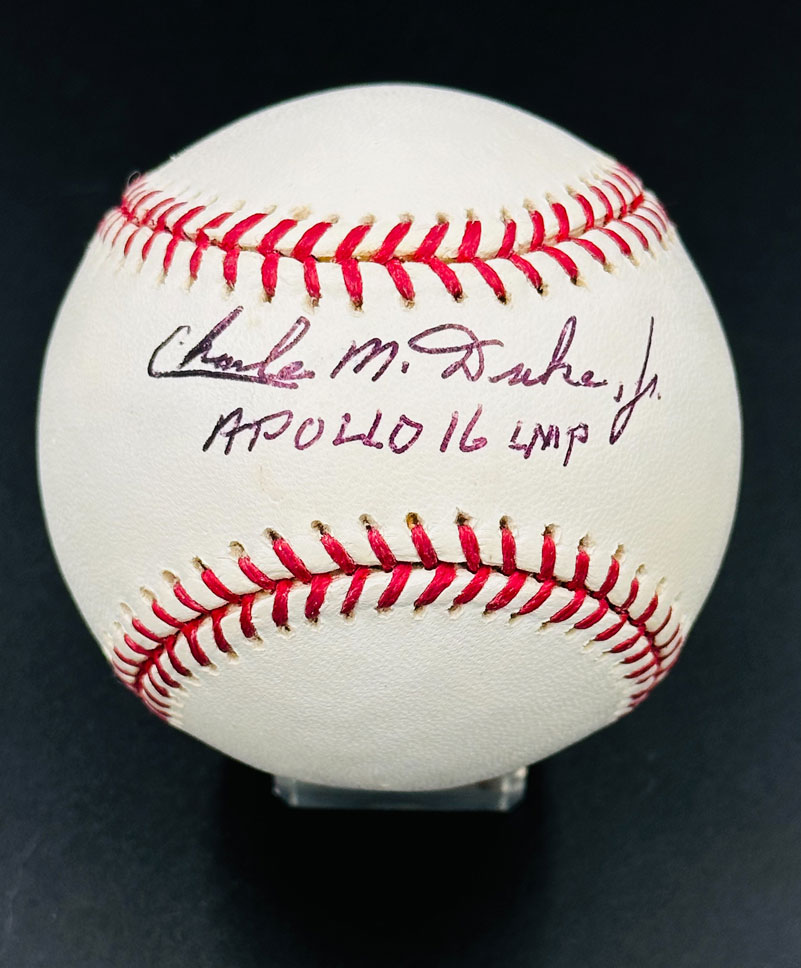 Charles M. Duke, Jr.
APOLLO 16 LMP